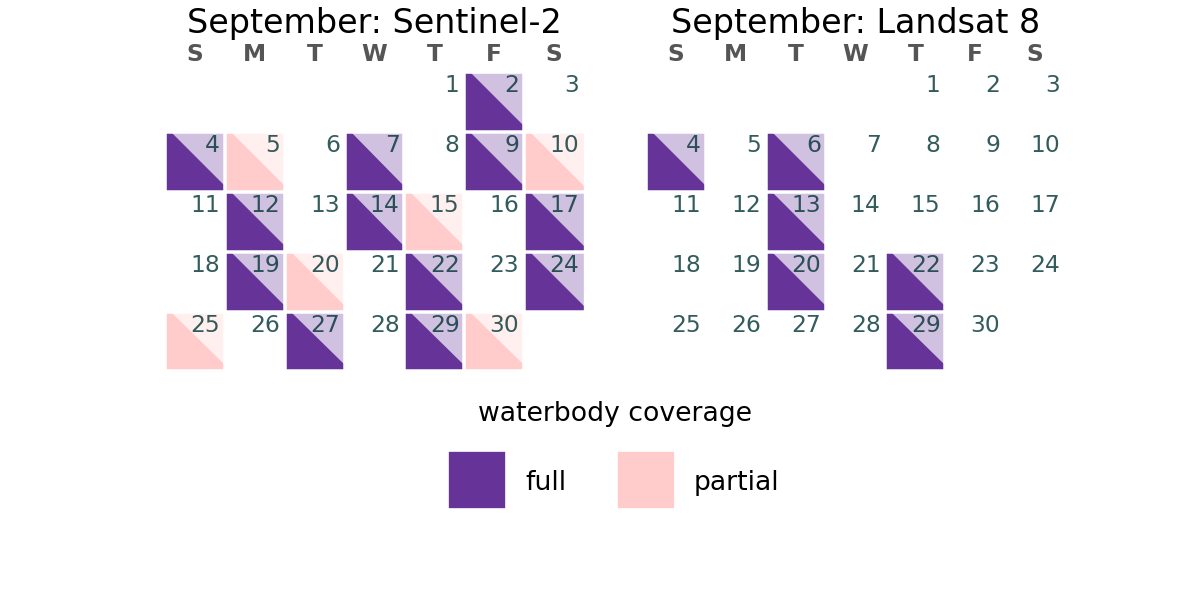 September: Sentinel-2
S M T W T F S
1 2 3
4 5 6 7 8 9 10
11 12 13 14 15 16 17
18 19 20 21 22 23 24
25 26 27 28 29 30
September: Landsat 8
S M T W T F S
1 2 3
4 5 6 7 8 9 10
11 12 13 14 15 16 17
18 19 20 21 22 23 24
25 26 27 28 29 30
waterbody coverage
full partial